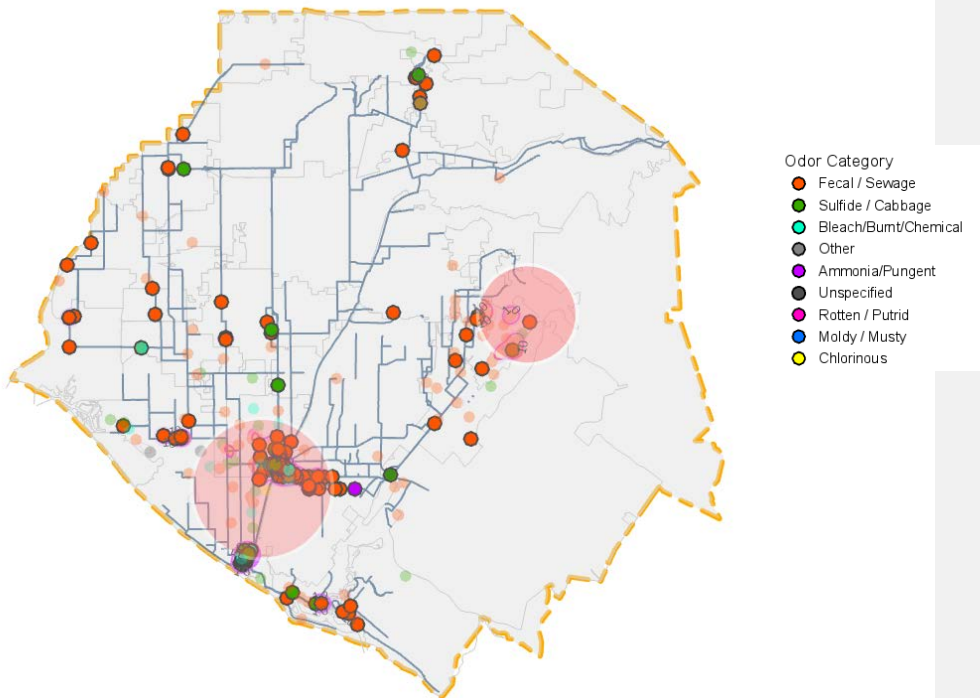 Odor Category
Fecal / Sewage
Sulfide / Cabbage
Bleach/Burnt/Chemical
Other
Ammonia/Pungent
Unspecified
Rotten / Putrid
Moldy / Musty
Chlorinous